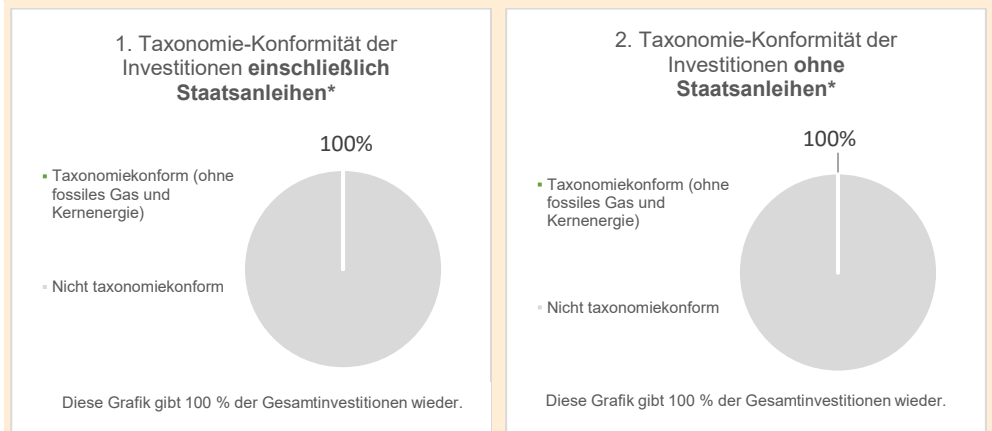 1. Taxonomie-Konformität der
Investitionen einschließlich
Staatsanleihen*
100%
Taxonomiekonform (ohne
fossiles Gas und
Kernenergie)
Nicht taxonomiekonform
Diese Grafik gibt 100 % der Gesamtinvestitionen wieder.
2. Taxonomie-Konformität der
Investitionen ohne
Staatsanleihen*
100%
Taxonomiekonform (ohne
fossiles Gas und
Kernenergie)
Nicht taxonomiekonform
Diese Grafik gibt 100 % der Gesamtinvestitionen wieder.